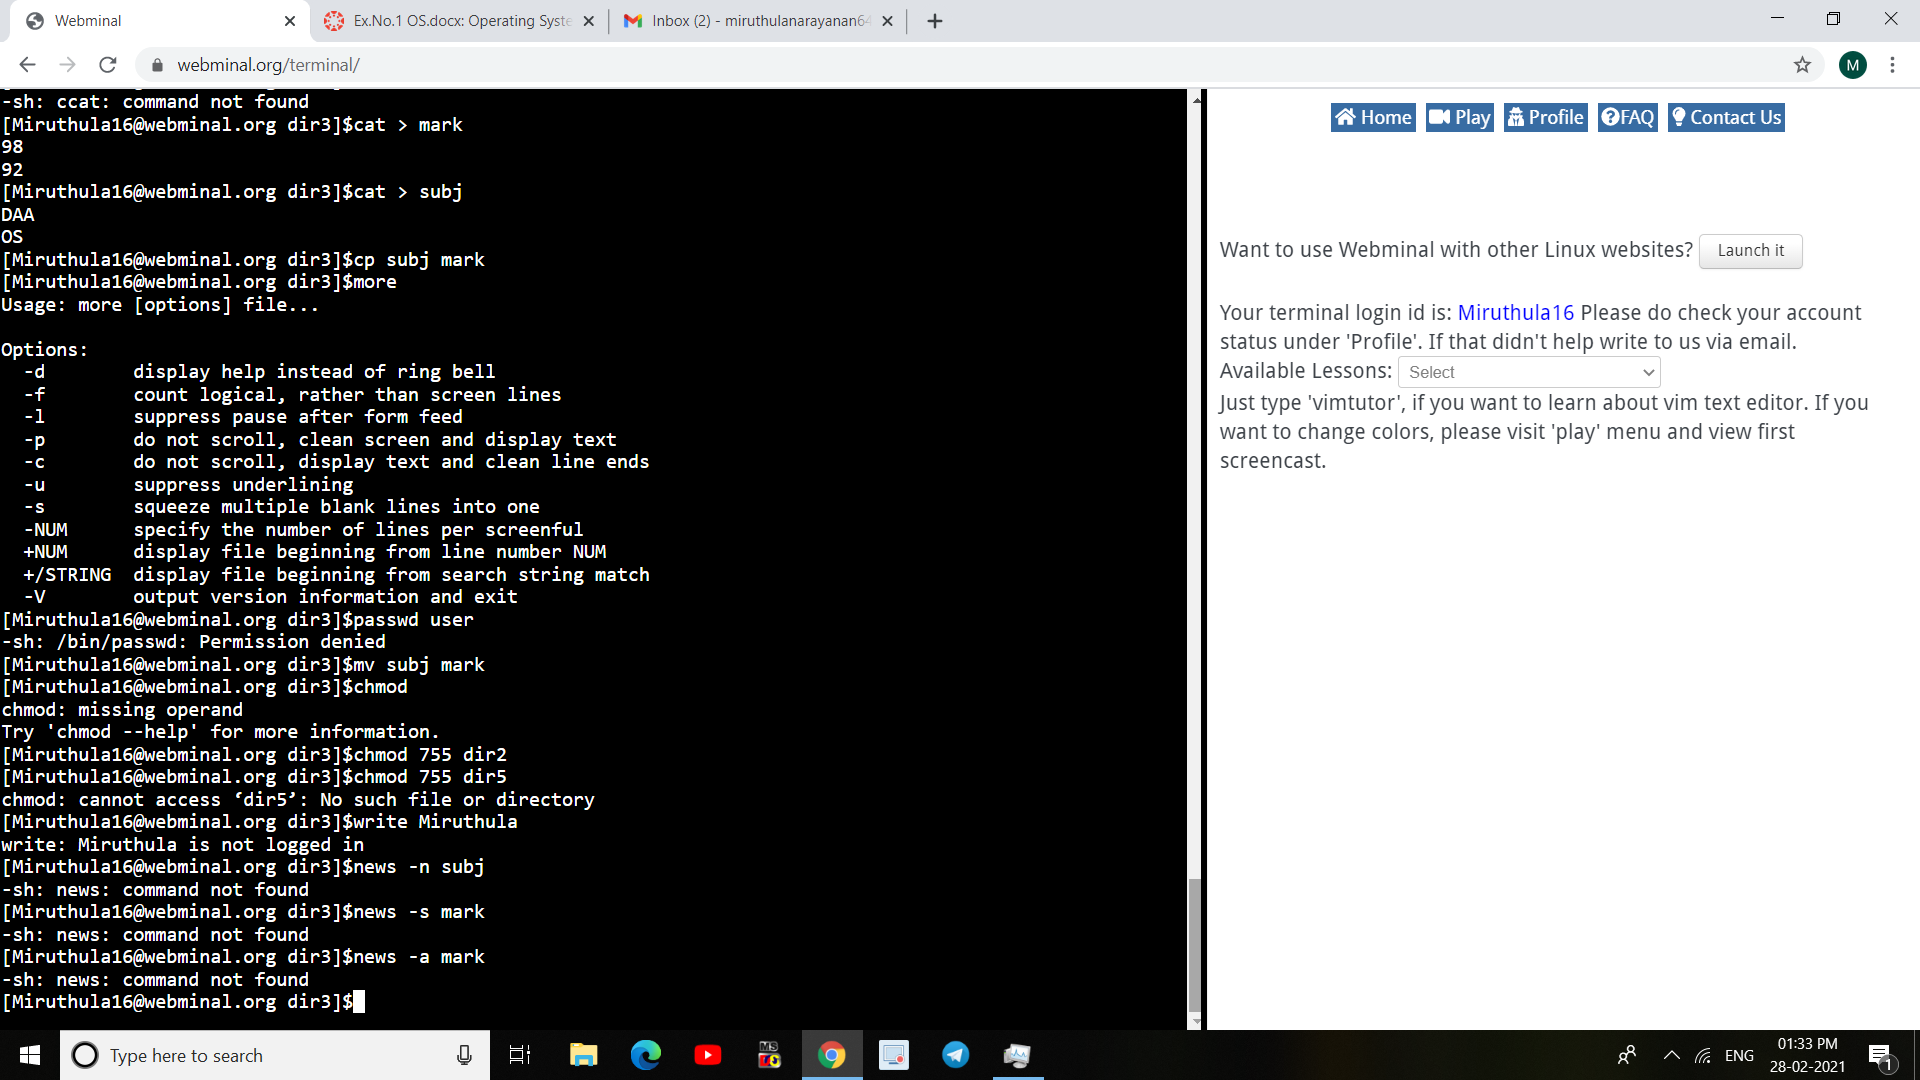 Webminal
Ex.No.1 OS.docx: Operating Syste
Inbox (2) - miruthulanarayanan64
webminal.org/terminal/
M
-sh: ccat: command not found
[Miruthula16@webminal.org dir3]$cat > mark
98
92
[Miruthula16@webminal.org dir3]$cat > subj
DAA
OS
[Miruthula16@webminal.org dir3]$cp subj mark
[Miruthula16@webminal.org dir3]$more
Usage: more [options] file...
Options:
-d display help instead of ring bell
-f count logical, rather than screen lines
-l suppress pause after form feed
-p do not scroll, clean screen and display text
-c do not scroll, display text and clean line ends
-u suppress underlining
-s squeeze multiple blank lines into one
-NUM specify the number of lines per screenful
+NUM display file beginning from line number NUM
+/STRING display file beginning from search string match
-V output version information and exit
[Miruthula16@webminal.org dir3]$passwd user
-sh: /bin/passwd: Permission denied
[Miruthula16@webminal.org dir3]$mv subj mark
[Miruthula16@webminal.org dir3]$chmod
chmod: missing operand
Try 'chmod --help' for more information.
[Miruthula16@webminal.org dir3]$chmod 755 dir2
[Miruthula16@webminal.org dir3]$chmod 755 dir5
chmod: cannot access ‘dir5’: No such file or directory
[Miruthula16@webminal.org dir3]$write Miruthula
write: Miruthula is not logged in
[Miruthula16@webminal.org dir3]$news -n subj
-sh: news: command not found
[Miruthula16@webminal.org dir3]$news -s mark
-sh: news: command not found
[Miruthula16@webminal.org dir3]$news -a mark
-sh: news: command not found
[Miruthula16@webminal.org dir3]$
Home Play Profile FAQ Contact Us
Want to use Webminal with other Linux websites? Launch it
Your terminal login id is: Miruthula16 Please do check your account
status under 'Profile'. If that didn't help write to us via email.
Available Lessons: Select
Just type 'vimtutor', if you want to learn about vim text editor. If you
want to change colors, please visit 'play' menu and view first
screencast.
Type here to search
ENG
01:33 PM
28-02-2021
1